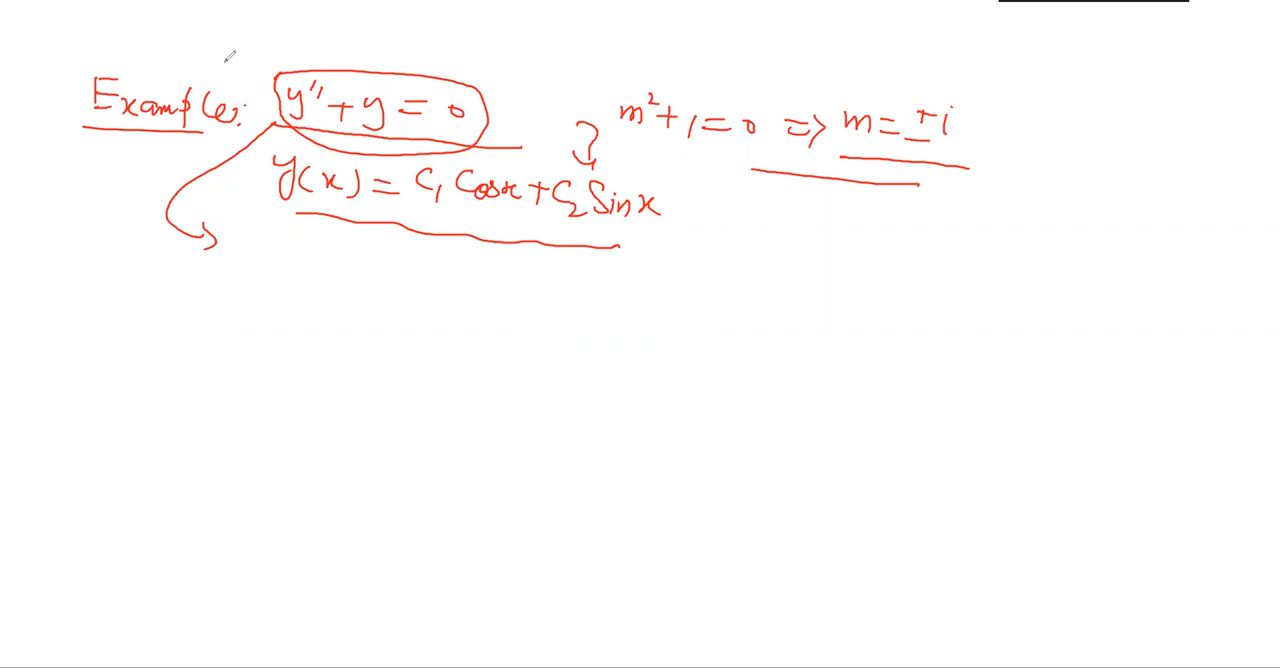 Example: y'' + y = 0 m² + 1 = 0 ⇒ m = ±i
y(x) = C₁ Cosx + C₂ Sinx